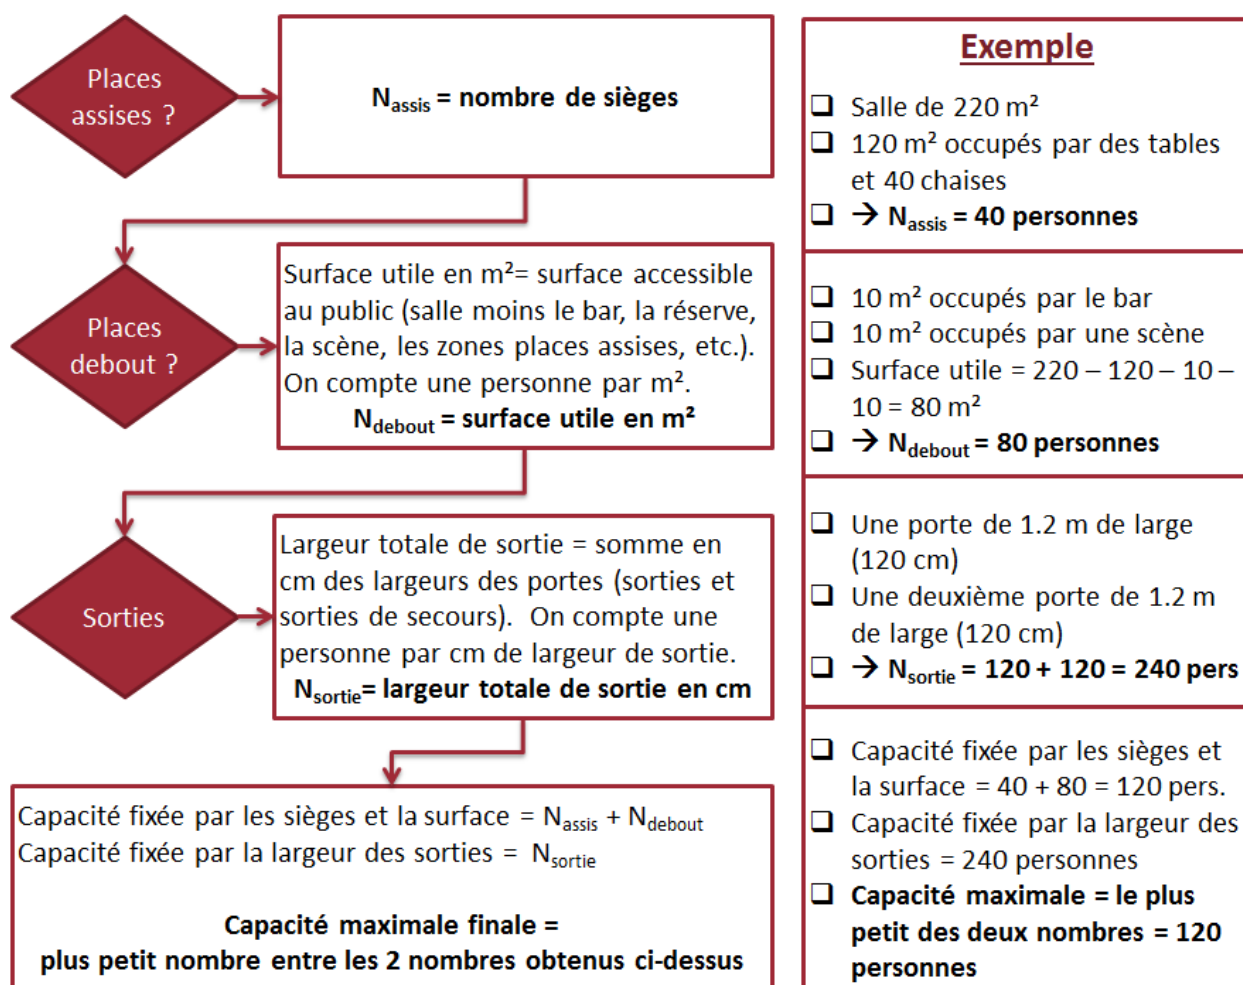 Places
assises ?
N_assis = nombre de sièges
Places
debout ?
Surface utile en m²= surface accessible
au public (salle moins le bar, la réserve,
la scène, les zones places assises, etc.).
On compte une personne par m².
N_debout = surface utile en m²
Sorties
Largeur totale de sortie = somme en
cm des largeurs des portes (sorties et
sorties de secours). On compte une
personne par cm de largeur de sortie.
N_sortie= largeur totale de sortie en cm
Capacité fixée par les sièges et la surface = N_assis + N_debout
Capacité fixée par la largeur des sorties = N_sortie
Capacité maximale finale =
plus petit nombre entre les 2 nombres obtenus ci-dessus
Exemple
❑ Salle de 220 m²
❑ 120 m² occupés par des tables
et 40 chaises
❑ → N_assis = 40 personnes
❑ 10 m² occupés par le bar
❑ 10 m² occupés par une scène
❑ Surface utile = 220 – 120 – 10 –
10 = 80 m²
❑ → N_debout = 80 personnes
❑ Une porte de 1.2 m de large
(120 cm)
❑ Une deuxième porte de 1.2 m
de large (120 cm)
❑ → N_sortie = 120 + 120 = 240 pers
❑ Capacité fixée par les sièges et
la surface = 40 + 80 = 120 pers.
❑ Capacité fixée par la largeur des
sorties = 240 personnes
❑ Capacité maximale = le plus
petit des deux nombres = 120
personnes